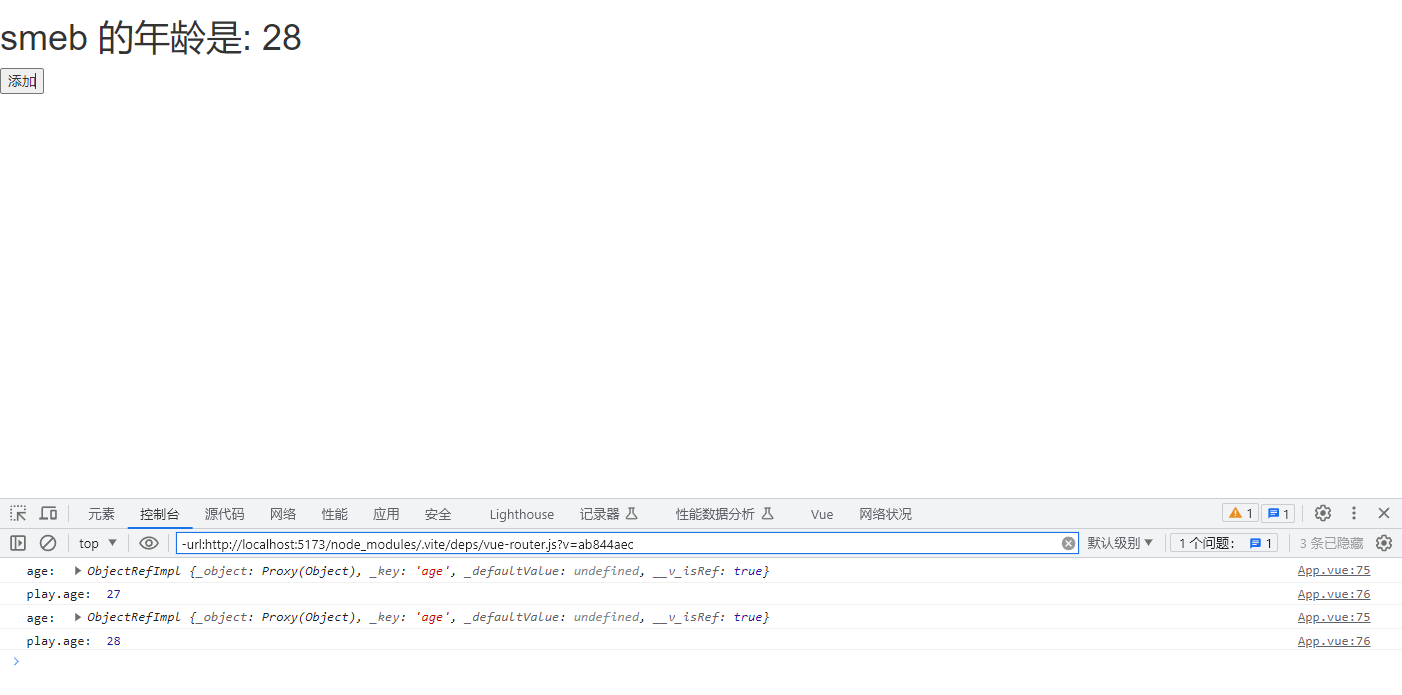 smeb 的年龄是: 28
添加
元素 控制台 源代码 网络 性能 应用 安全 Lighthouse 记录器 性能数据分析 Vue 网络状况 1 1
top -url:http://localhost:5173/node_modules/.vite/deps/vue-router.js?v=ab844aec 默认级别 1 个问题: 1 3 条已隐藏
age: ObjectRefImpl {_object: Proxy(Object), _key: 'age', _defaultValue: undefined, __v_isRef: true} App.vue:75
play.age: 27 App.vue:76
age: ObjectRefImpl {_object: Proxy(Object), _key: 'age', _defaultValue: undefined, __v_isRef: true} App.vue:75
play.age: 28 App.vue:76